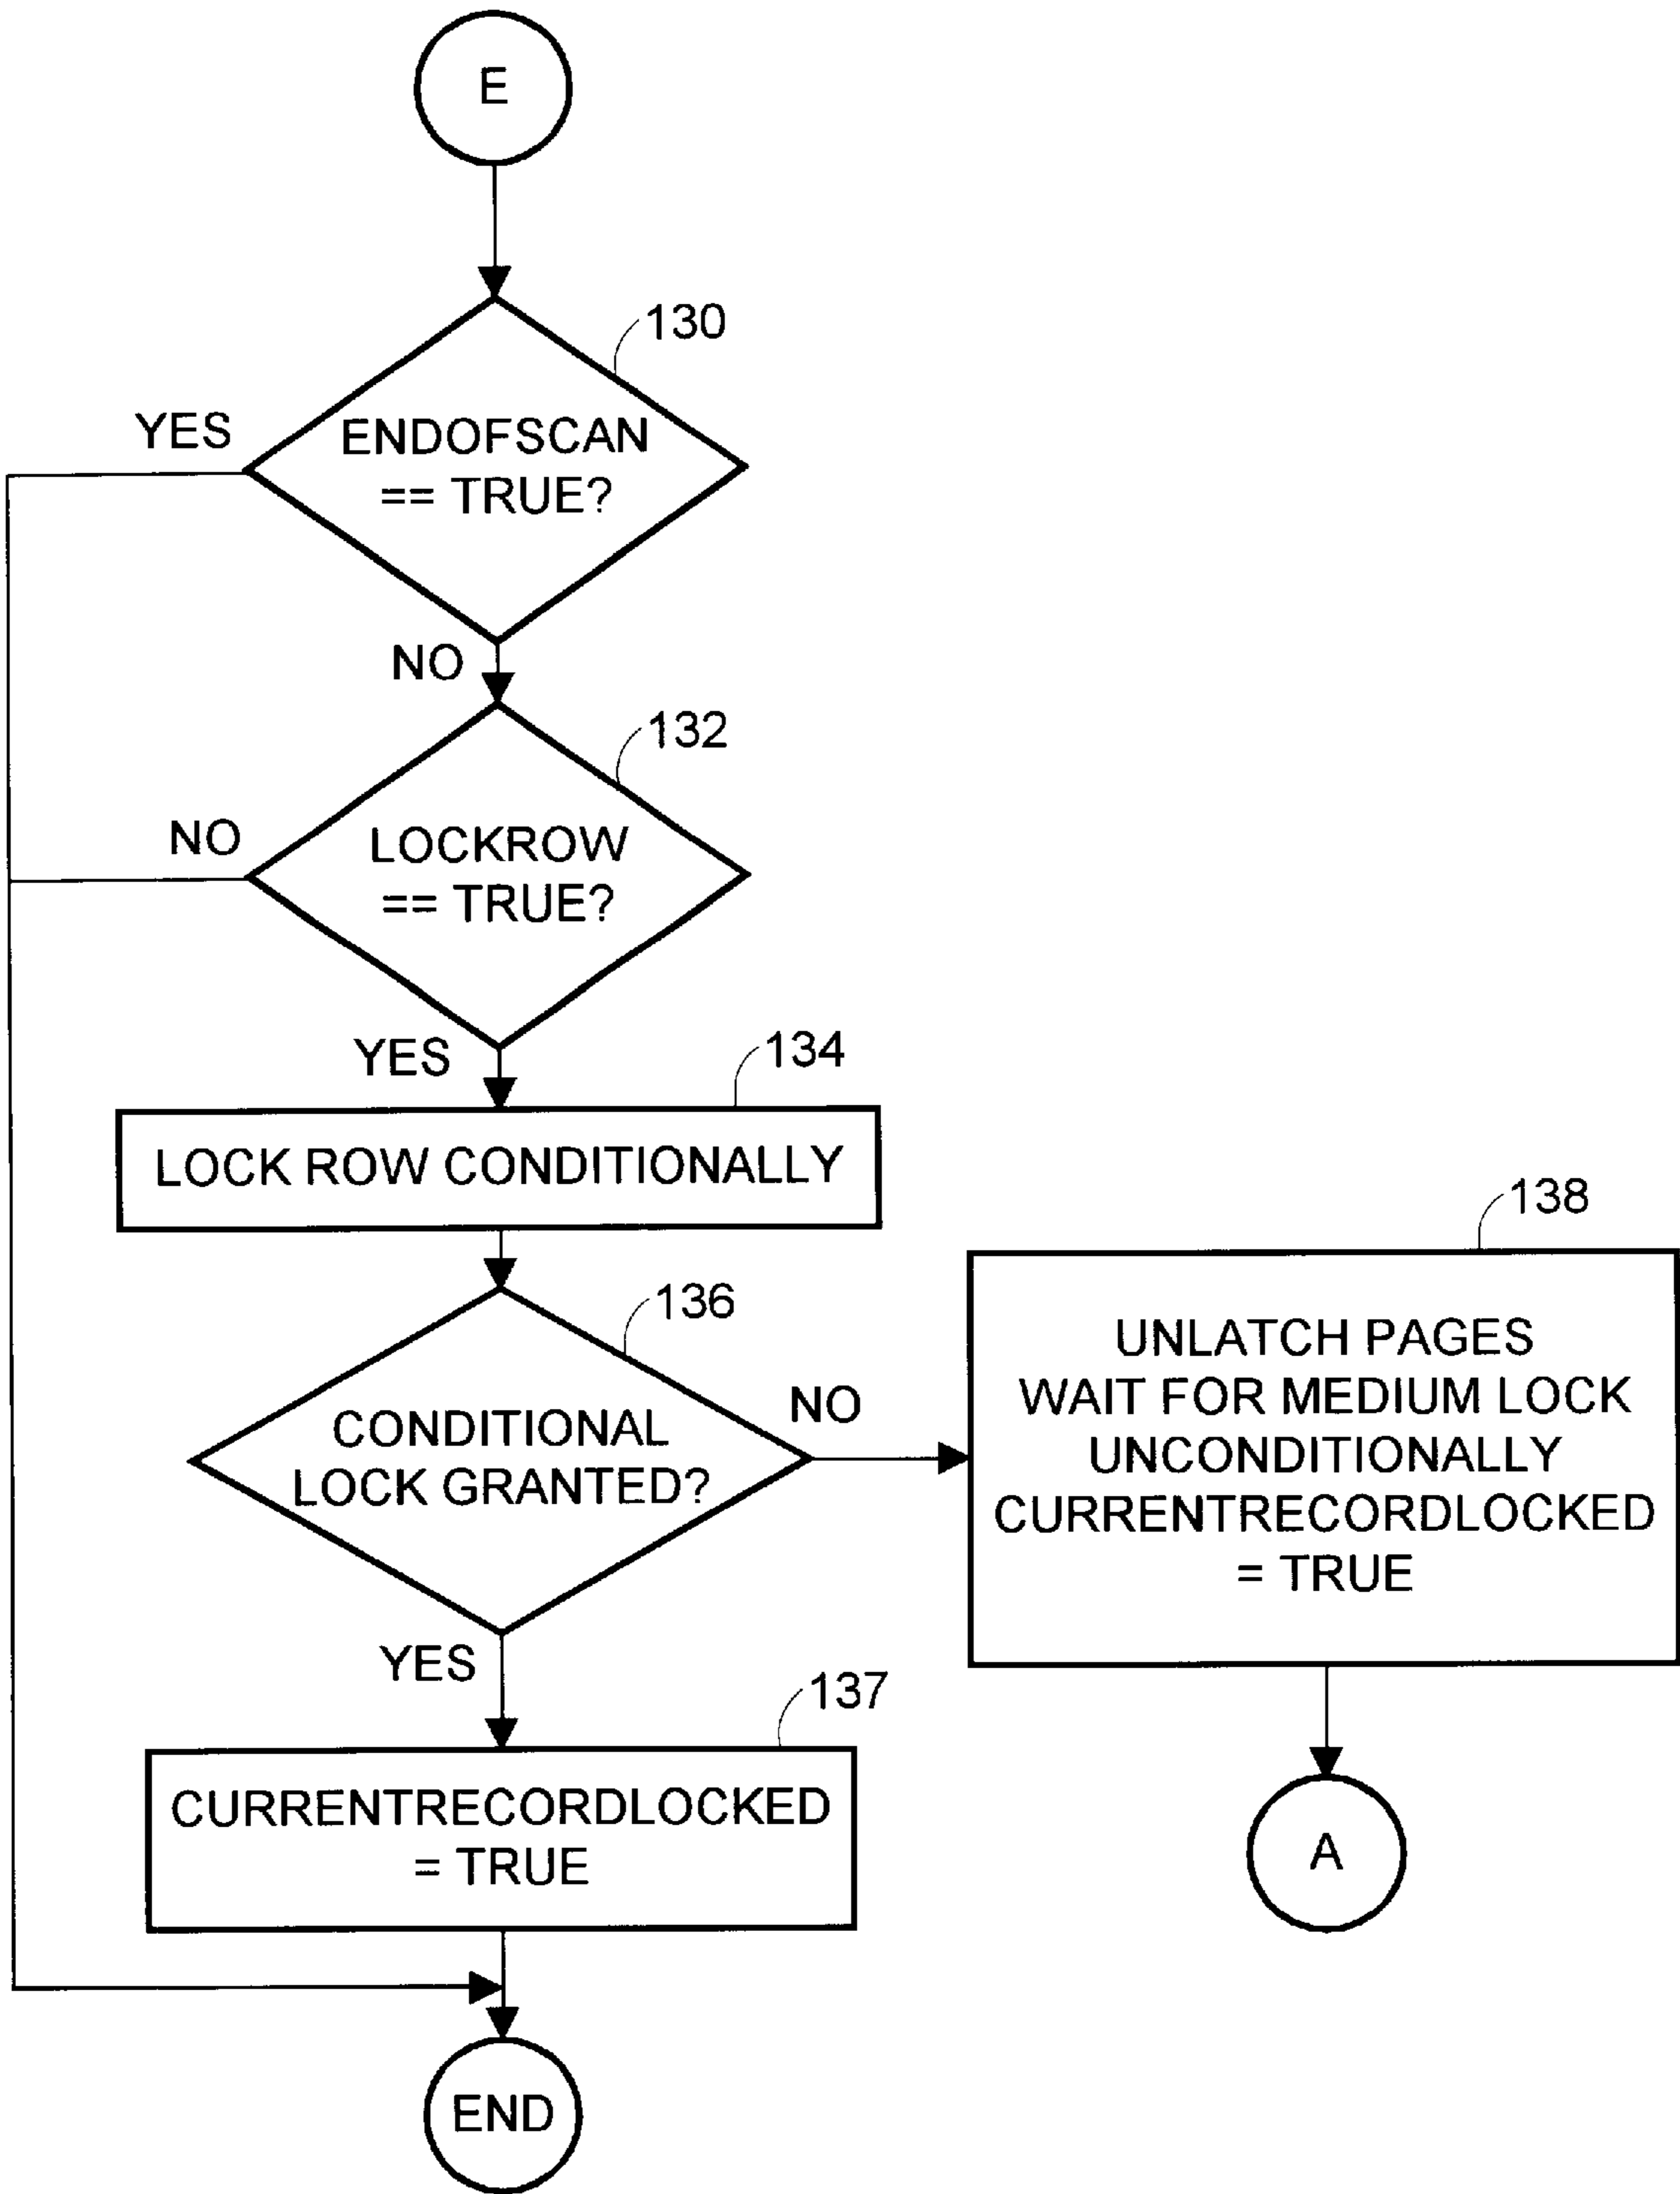 E
130
YES
ENDOFSCAN
== TRUE?
NO
132
NO
LOCKROW
== TRUE?
YES
134
LOCK ROW CONDITIONALLY
138
136
UNLATCH PAGES
WAIT FOR MEDIUM LOCK
UNCONDITIONALLY
CURRENTRECORDLOCKED
= TRUE
NO
CONDITIONAL
LOCK GRANTED?
YES
137
CURRENTRECORDLOCKED
= TRUE
A
END